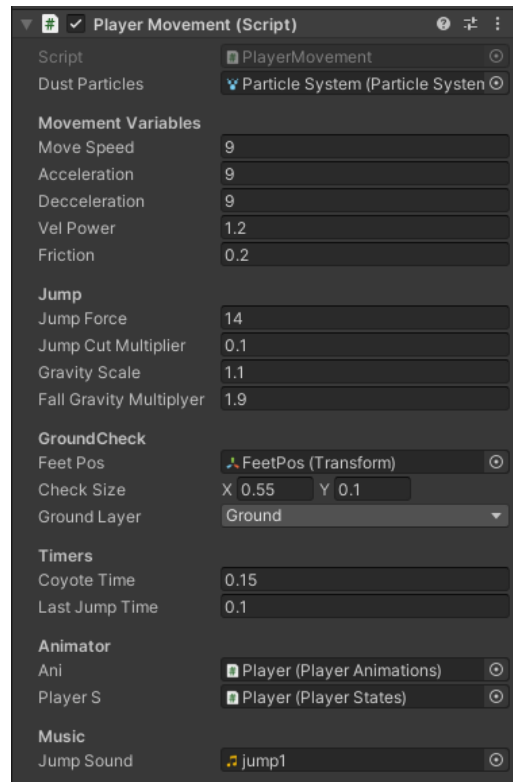 Player Movement (Script)
Script PlayerMovement
Dust Particles Particle System (Particle System
Movement Variables
Move Speed 9
Acceleration 9
Decceleration 9
Vel Power 1.2
Friction 0.2
Jump
Jump Force 14
Jump Cut Multiplier 0.1
Gravity Scale 1.1
Fall Gravity Multiplyer 1.9
GroundCheck
Feet Pos FeetPos (Transform)
Check Size X 0.55 Y 0.1
Ground Layer Ground
Timers
Coyote Time 0.15
Last Jump Time 0.1
Animator
Ani Player (Player Animations)
Player S Player (Player States)
Music
Jump Sound jump1